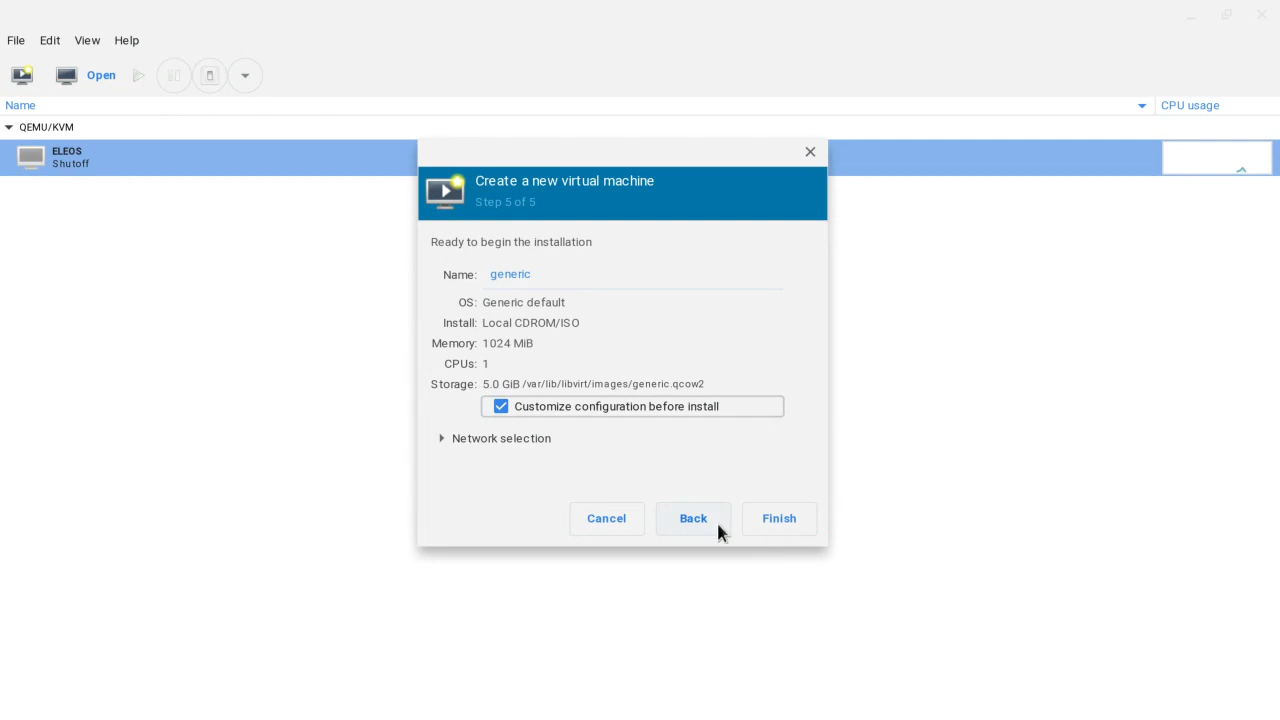 File Edit View Help
Open
Name CPU usage
QEMU/KVM
ELEOS
Shutoff
Create a new virtual machine
Step 5 of 5
Ready to begin the installation
Name: generic
OS: Generic default
Install: Local CDROM/ISO
Memory: 1024 MiB
CPUs: 1
Storage: 5.0 GiB /var/lib/libvirt/images/generic.qcow2
Customize configuration before install
Network selection
Cancel Back Finish